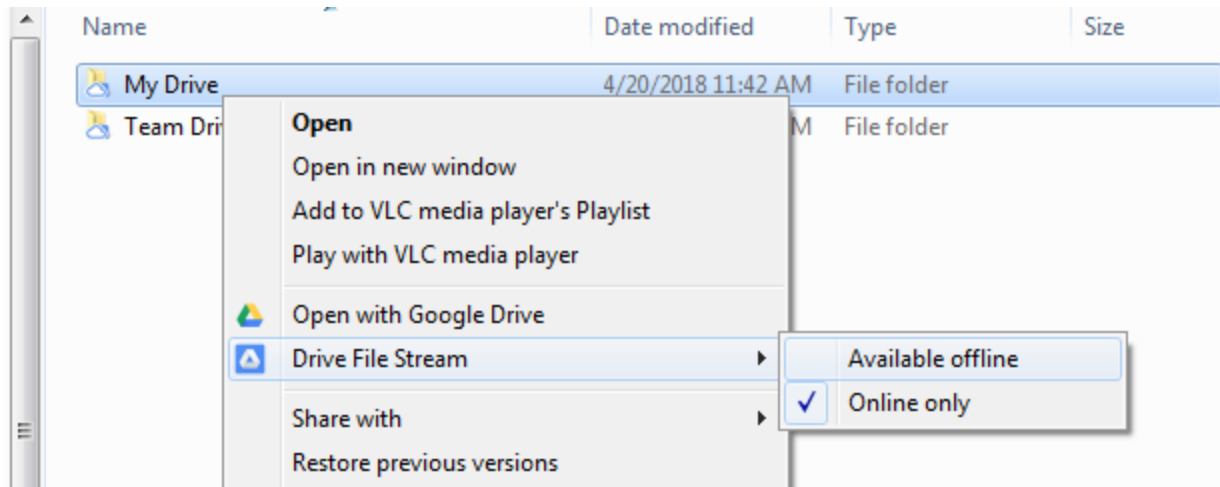 Name Date modified Type Size
My Drive 4/20/2018 11:42 AM File folder
Team Dri M File folder
Open
Open in new window
Add to VLC media player's Playlist
Play with VLC media player
Open with Google Drive
Drive File Stream
Available offline
Online only
Share with
Restore previous versions